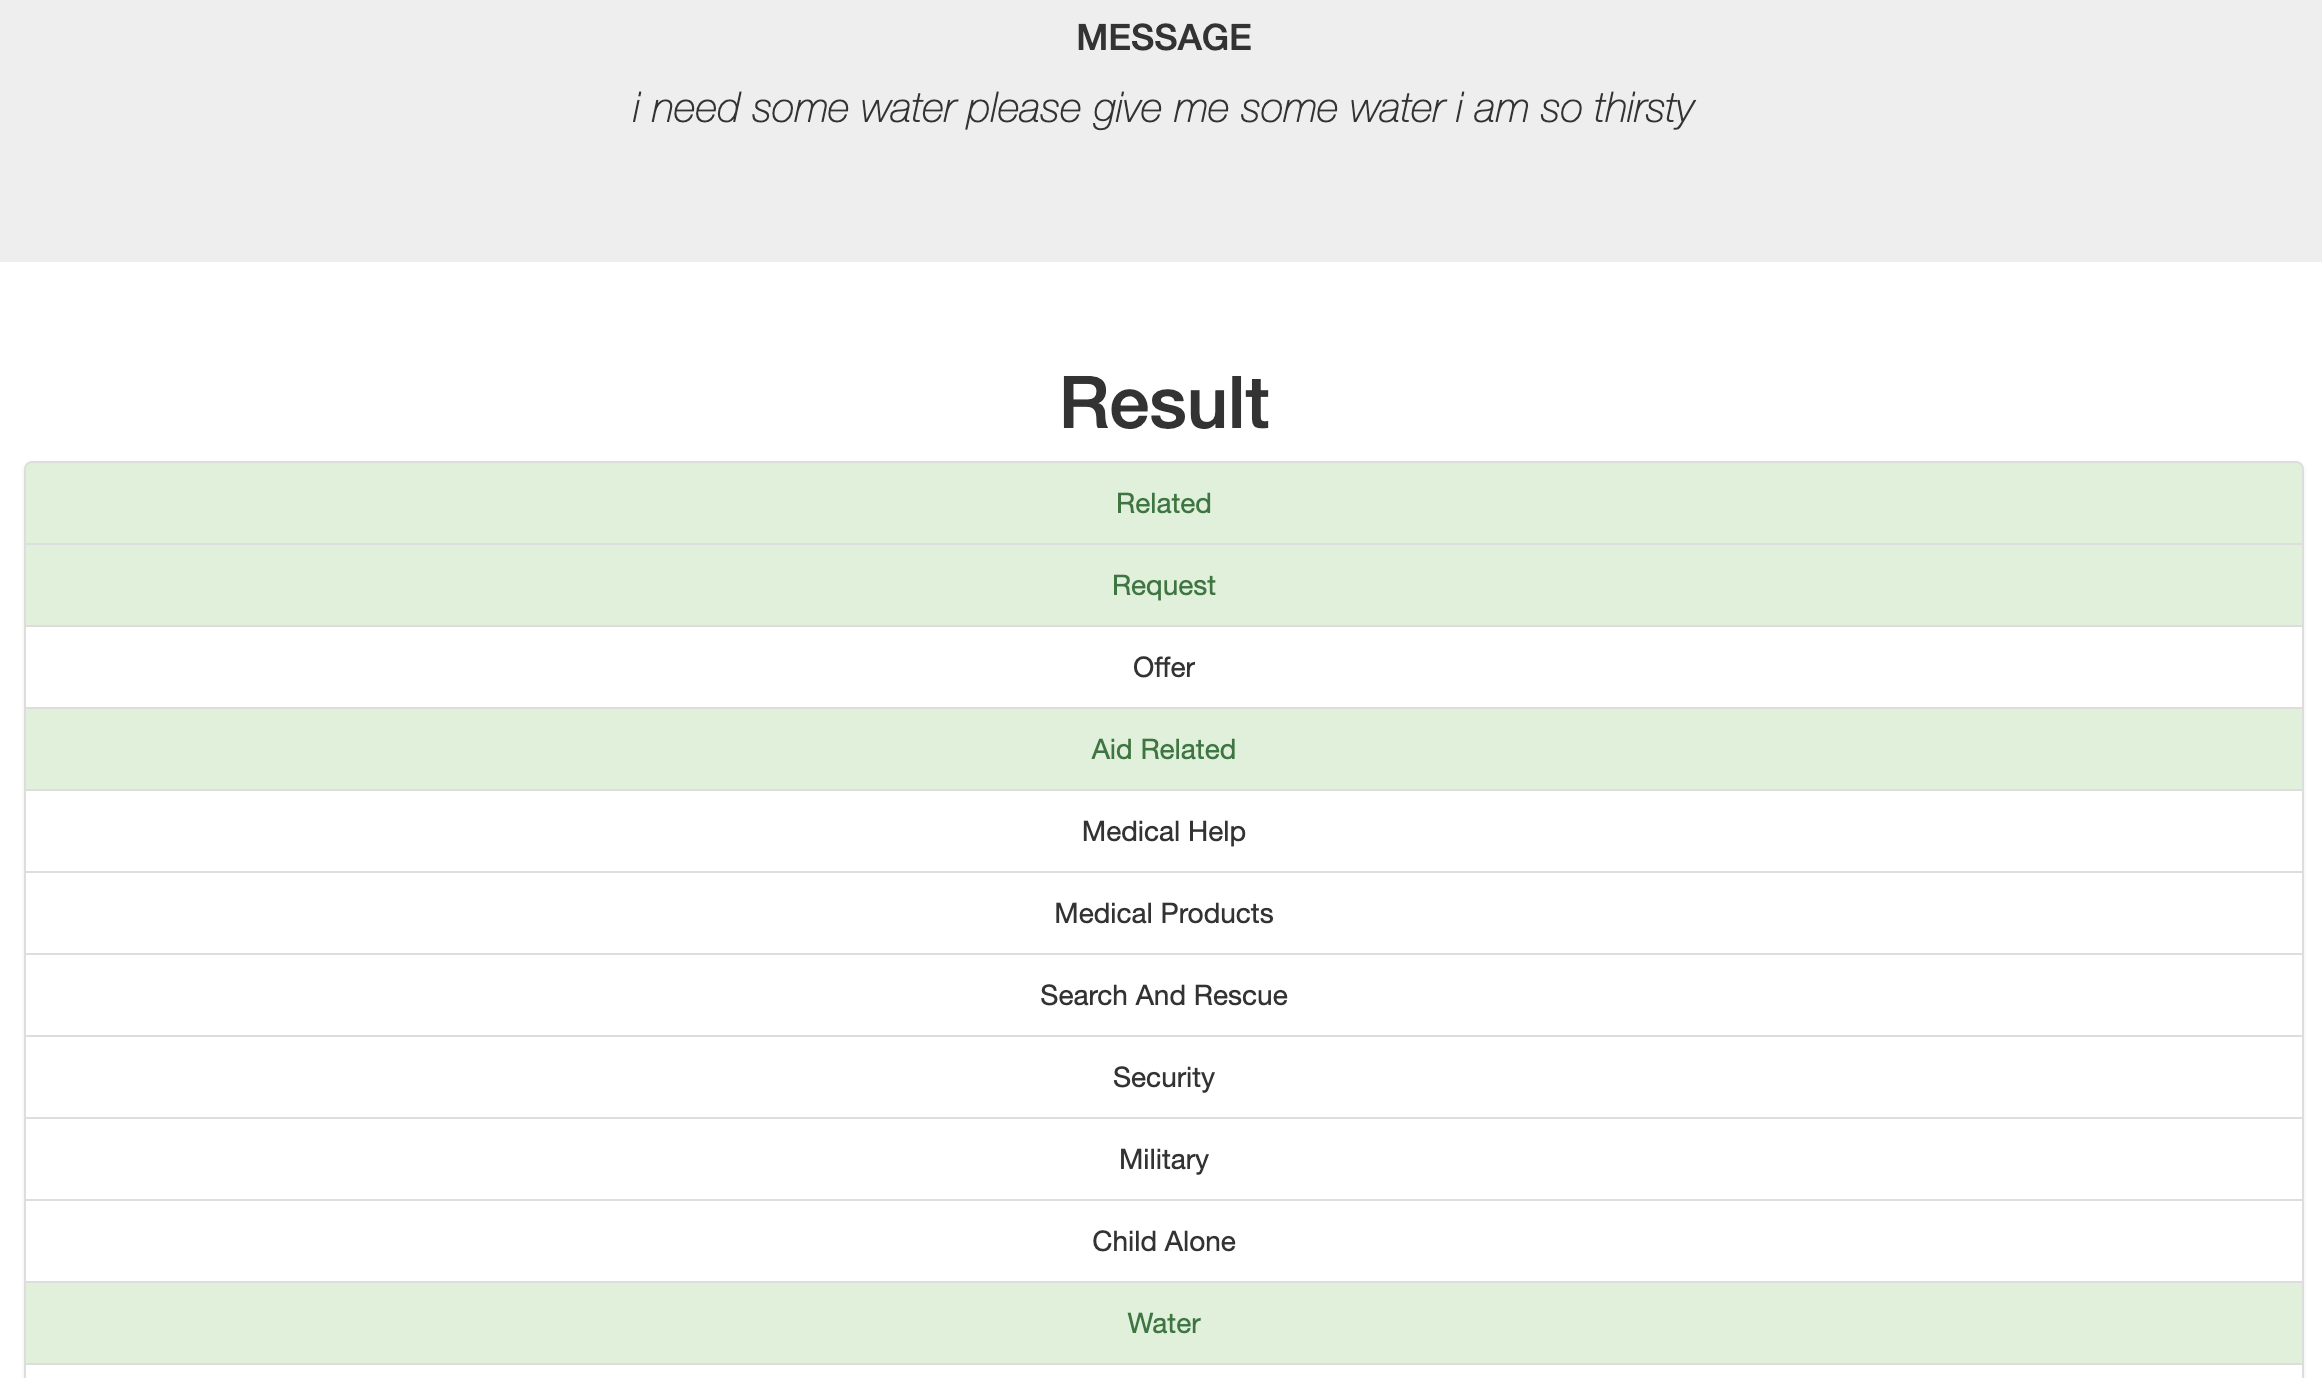 MESSAGE
i need some water please give me some water i am so thirsty
Result
Related
Request
Offer
Aid Related
Medical Help
Medical Products
Search And Rescue
Security
Military
Child Alone
Water